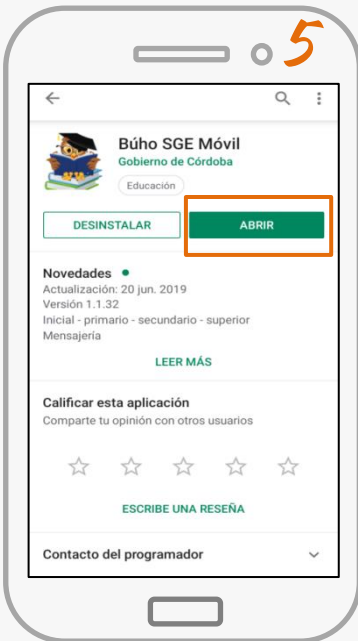 5
Búho SGE Móvil
Gobierno de Córdoba
Educación
DESINSTALAR
ABRIR
Novedades
Actualización: 20 jun. 2019
Versión 1.1.32
Inicial - primario - secundario - superior
Mensajería
LEER MÁS
Calificar esta aplicación
Comparte tu opinión con otros usuarios
ESCRIBE UNA RESEÑA
Contacto del programador